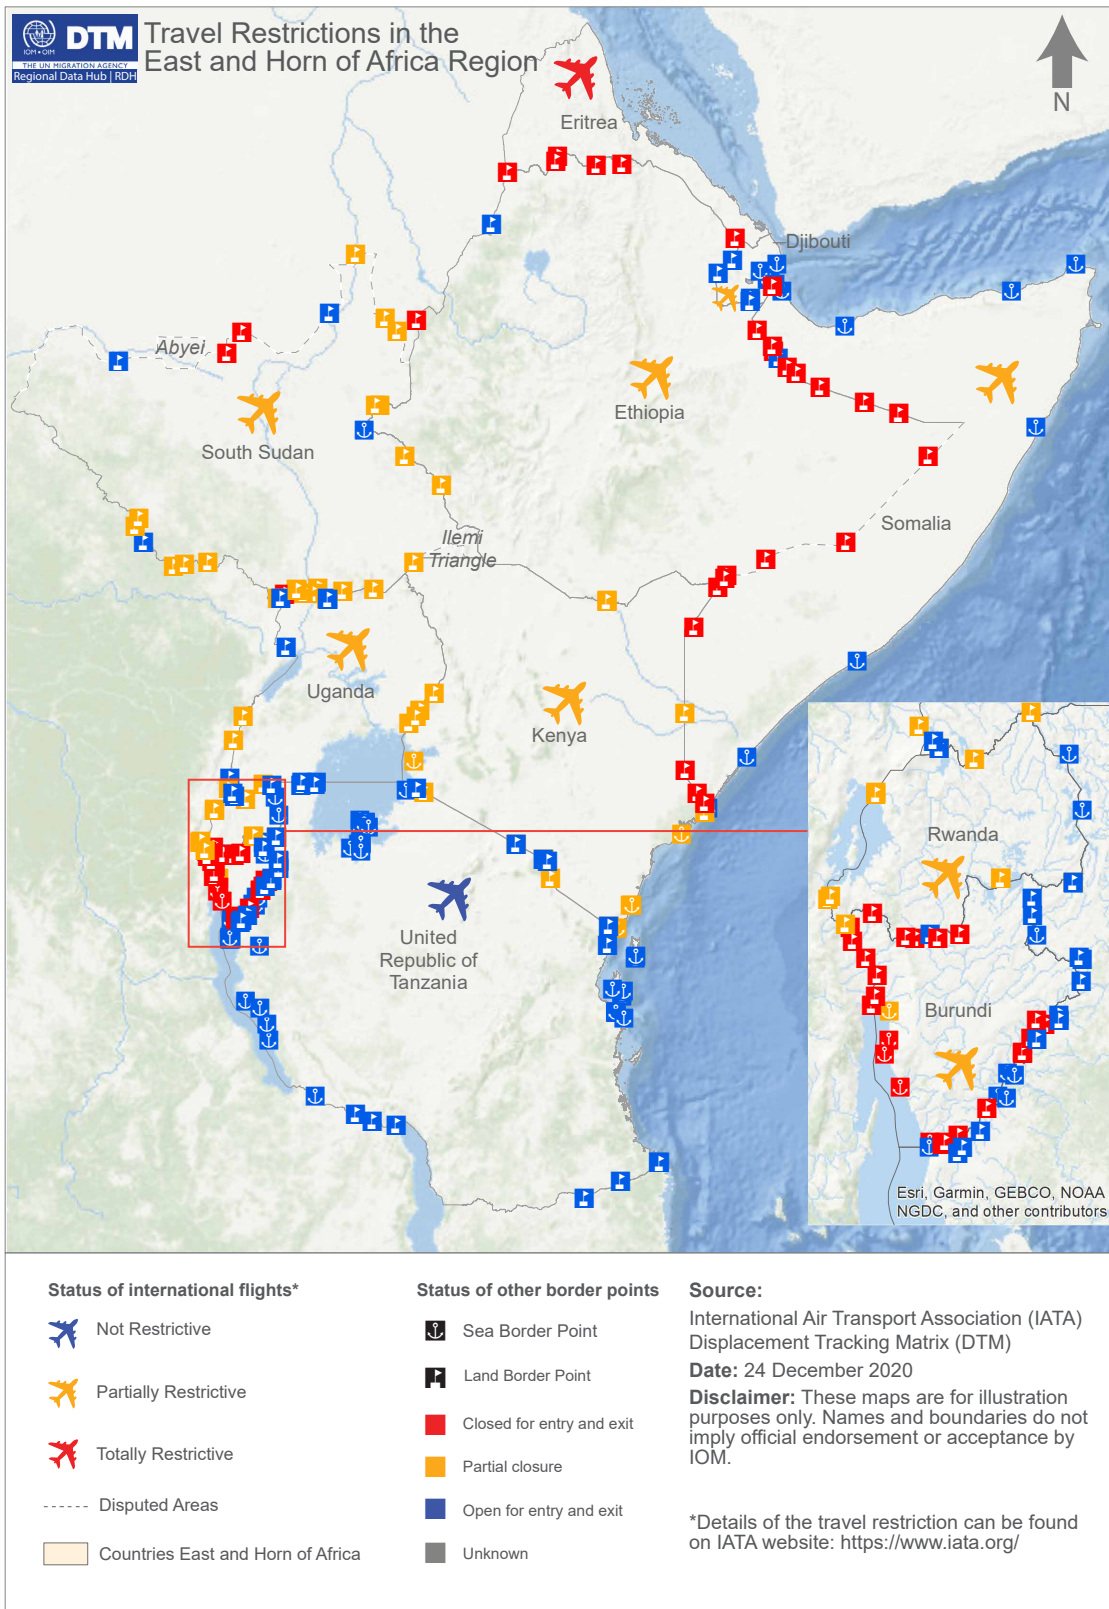 IOM • OIM
DTM
THE UN MIGRATION AGENCY
Regional Data Hub | RDH
Travel Restrictions in the
East and Horn of Africa Region
N
Eritrea
Djibouti
Abyei
Ethiopia
South Sudan
Somalia
Ilemi
Triangle
Uganda
Kenya
United
Republic of
Tanzania
Rwanda
Burundi
Esri, Garmin, GEBCO, NOAA
NGDC, and other contributors
Status of international flights*
Not Restrictive
Partially Restrictive
Totally Restrictive
Disputed Areas
Countries East and Horn of Africa
Status of other border points
Sea Border Point
Land Border Point
Closed for entry and exit
Partial closure
Open for entry and exit
Unknown
Source:
International Air Transport Association (IATA)
Displacement Tracking Matrix (DTM)
Date: 24 December 2020
Disclaimer: These maps are for illustration
purposes only. Names and boundaries do not
imply official endorsement or acceptance by
IOM.
*Details of the travel restriction can be found
on IATA website: https://www.iata.org/